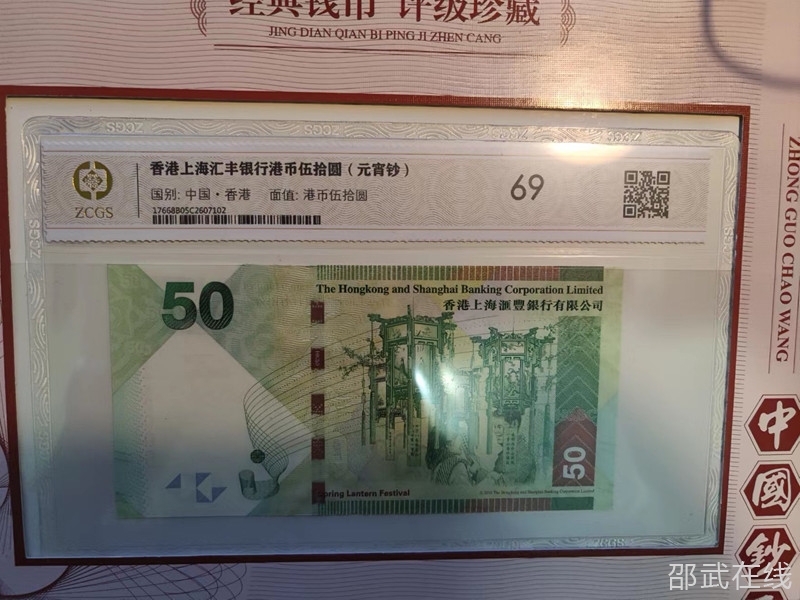 经典钱币 评级珍藏
JING DIAN QIAN BI PING JI ZHEN CANG
ZCGS
ZCGS
香港上海汇丰银行港币伍拾圆（元宵钞）
国别: 中国·香港 面值: 港币伍拾圆
17668B05C2607102
69
ZCGS
50
The Hongkong and Shanghai Banking Corporation Limited
香港上海滙豐銀行有限公司
50
Spring Lantern Festival
ZHONG GUO CHAO WANG
中
國
鈔
邵武在线